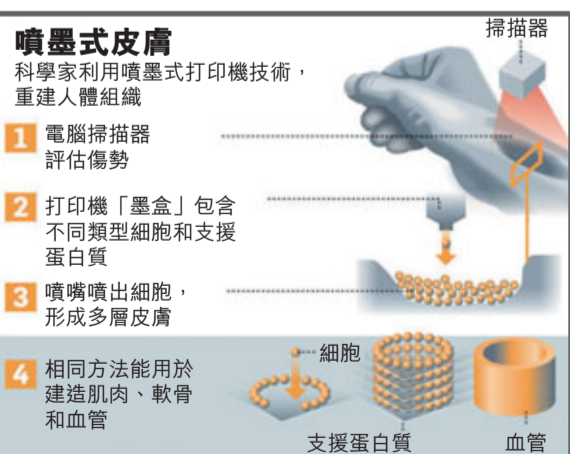 噴墨式皮膚
掃描器
科學家利用噴墨式打印機技術，
重建人體組織
1 電腦掃描器
評估傷勢
2 打印機「墨盒」包含
不同類型細胞和支援
蛋白質
3 噴嘴噴出細胞，
形成多層皮膚
4 相同方法能用於
建造肌肉、軟骨
和血管
細胞
支援蛋白質
血管